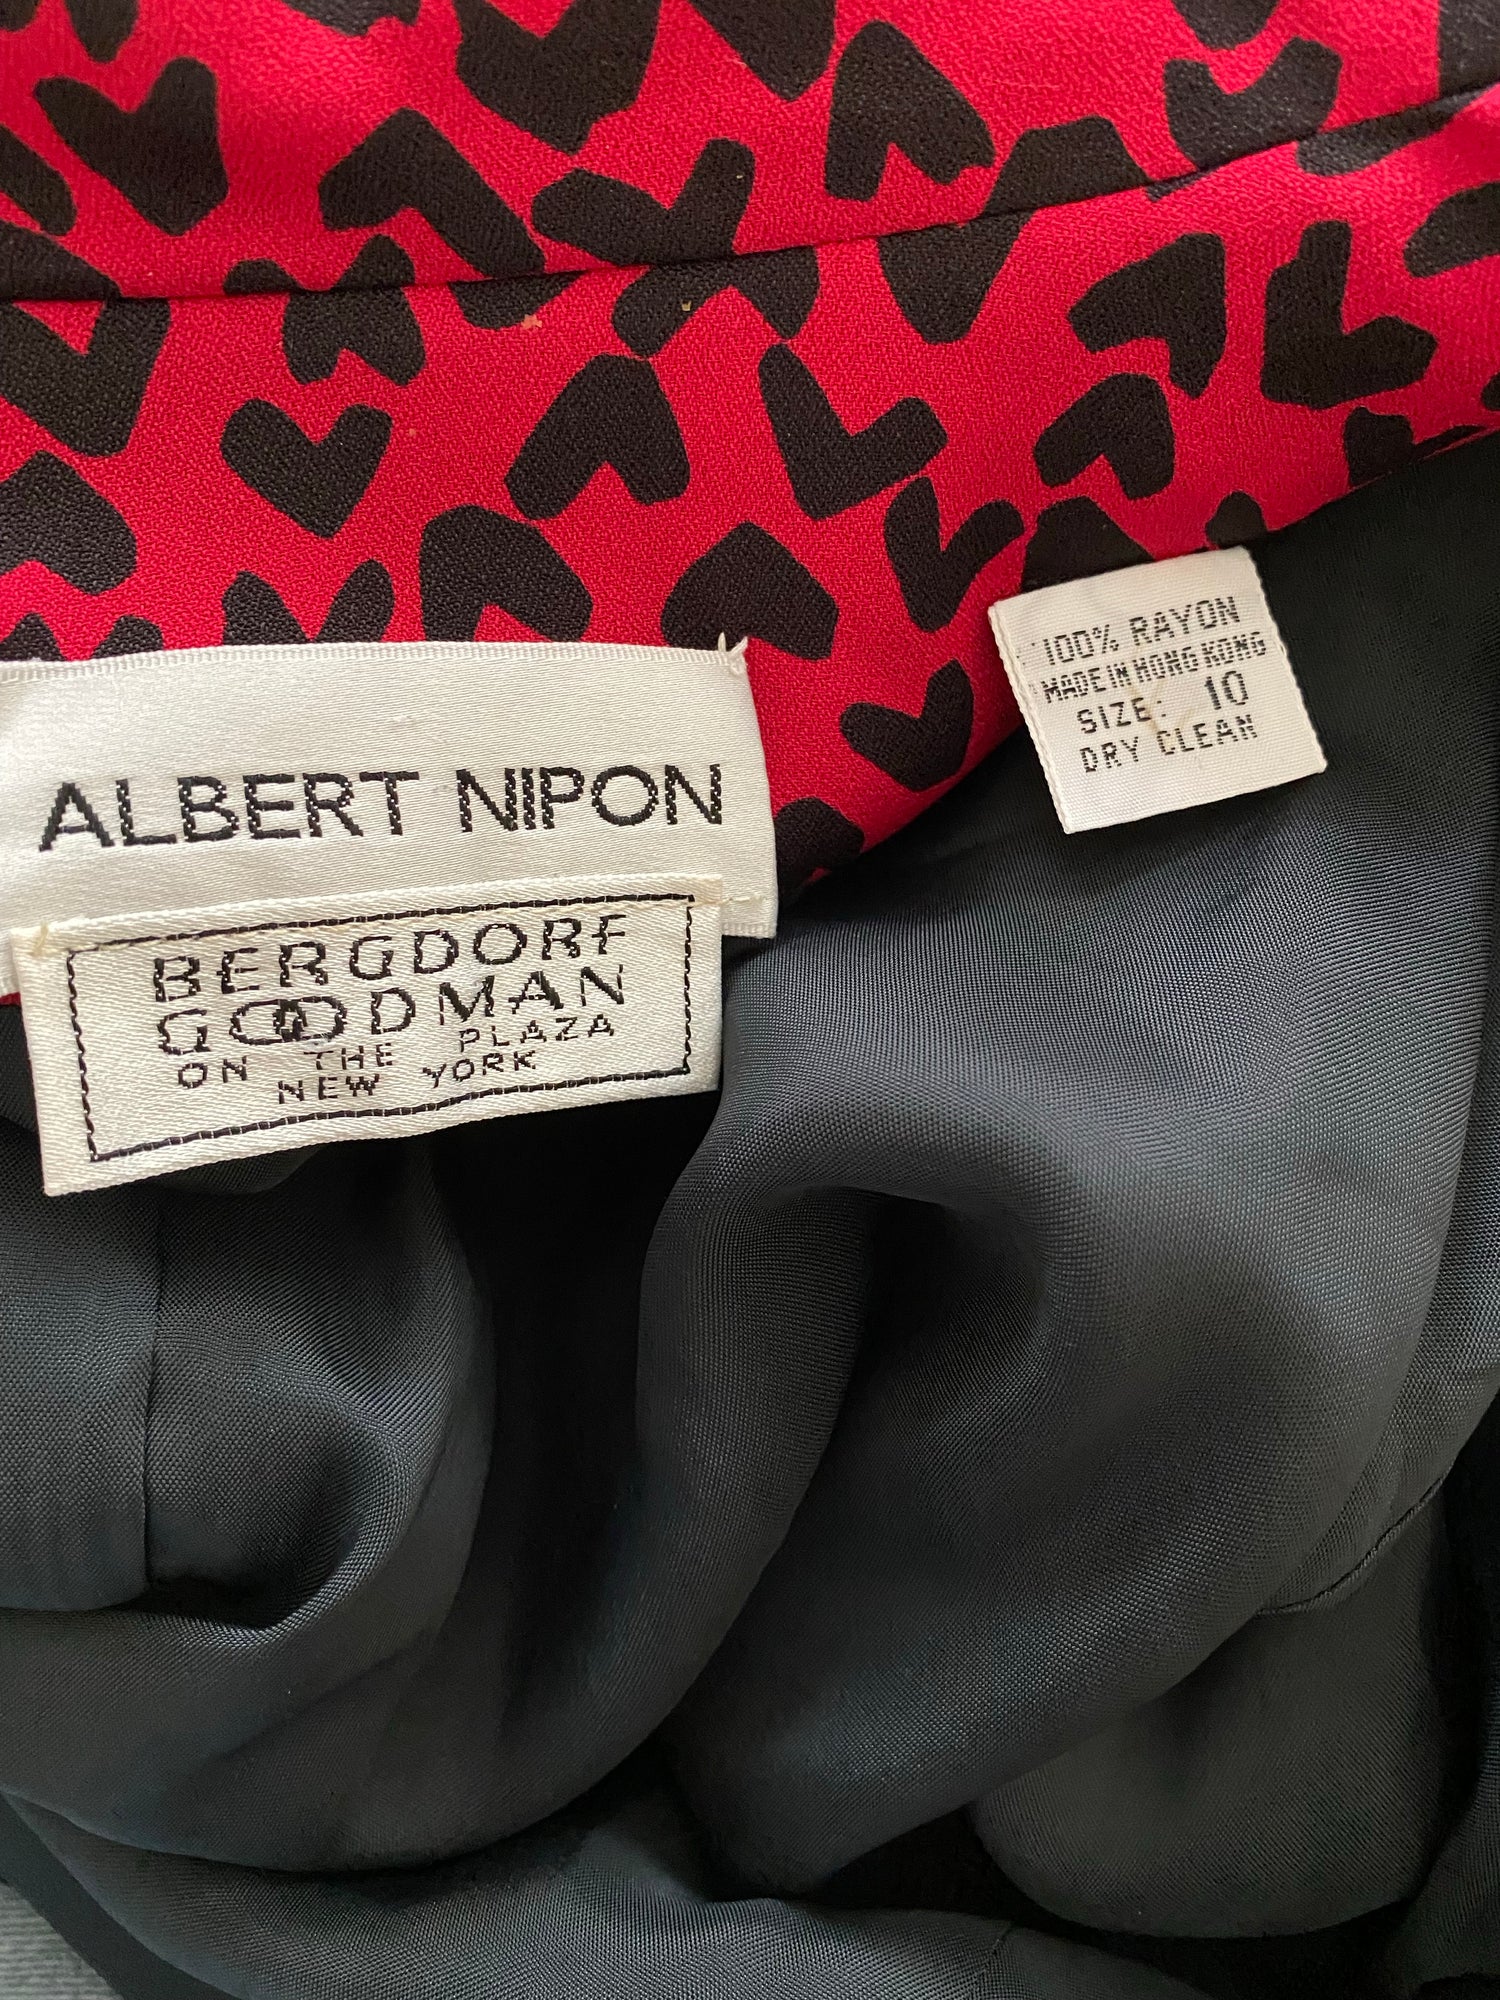 ALBERT NIPON
BERGDORF
GOODMAN
ON THE PLAZA
NEW YORK
100% RAYON
MADE IN HONG KONG
SIZE: 10
DRY CLEAN